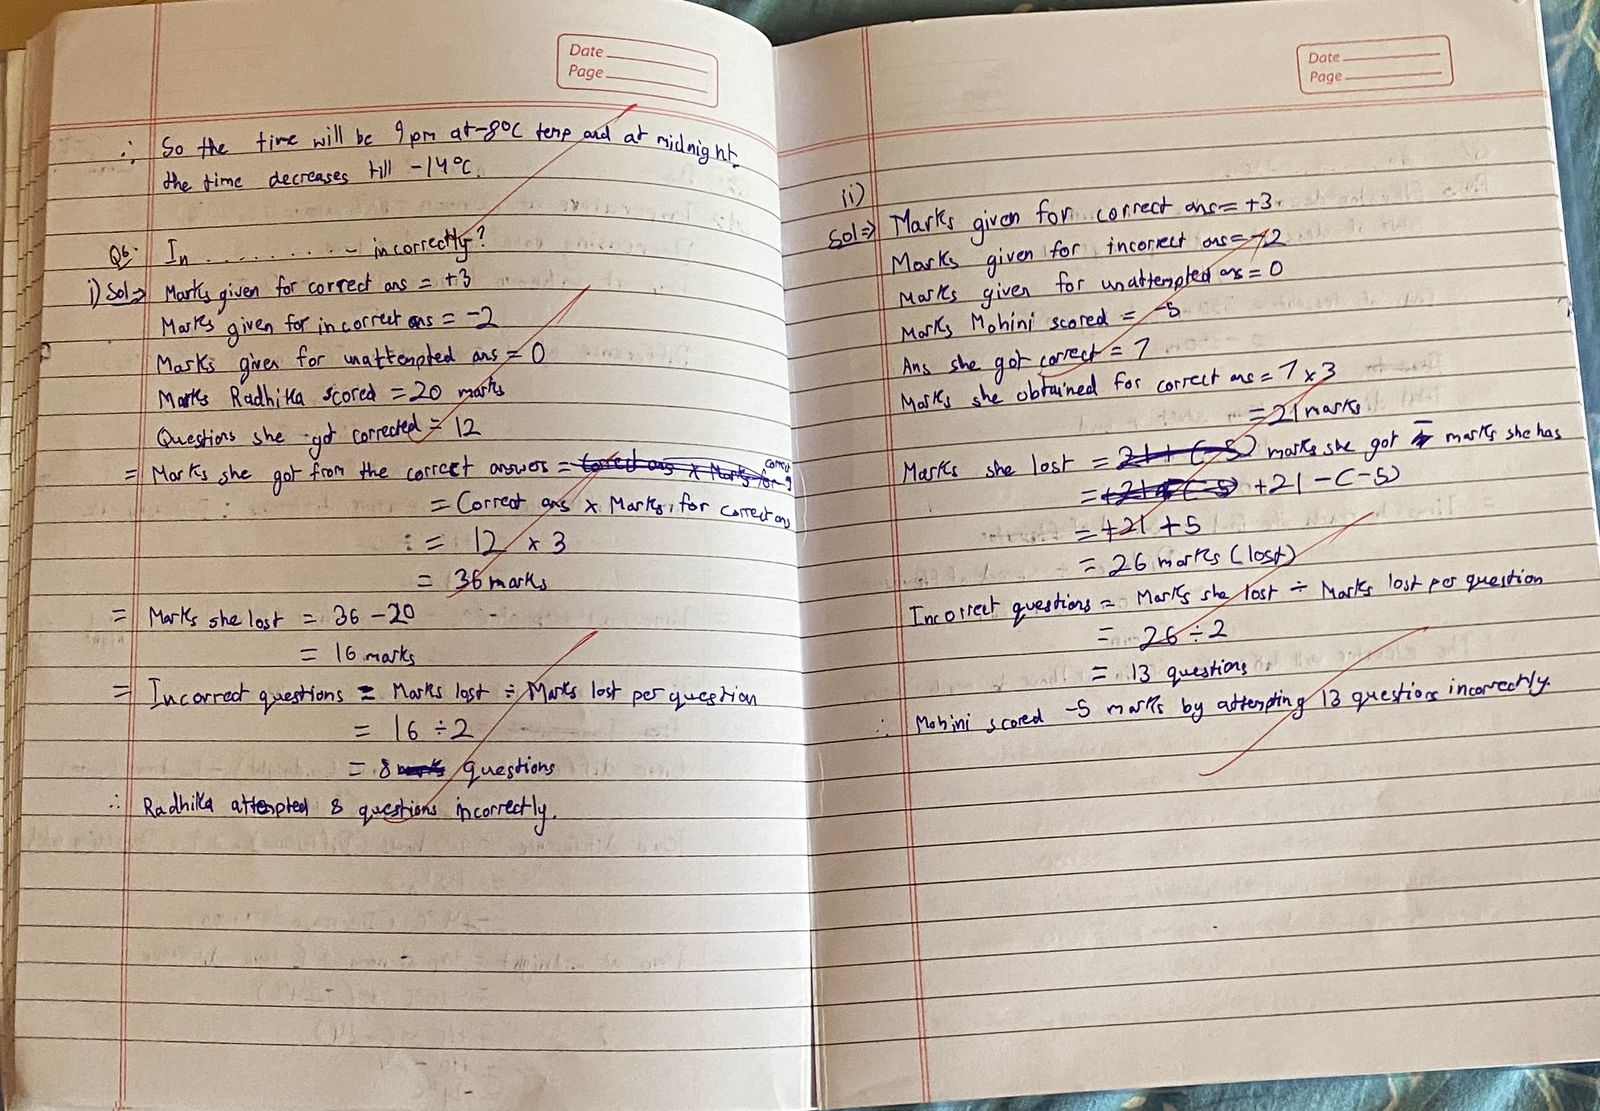 Date
Page
∴ So the time will be 9 pm at -8°C temp and at midnight
the time decreases till -14°C.
Q6. In ........ - incorrectly?
i) Sol⇒ Marks given for correct ans = +3
Marks given for incorrect ans = -2
Marks given for unattempted ans = 0
Marks Radhika scored = 20 marks
Questions she got corrected = 12
= Marks she got from the correct answers =
= Correct ans × Marks for correct ans
= 12 × 3
= 36 marks
= Marks she lost = 36 - 20
= 16 marks
= Incorrect questions = Marks lost ÷ Marks lost per question
= 16 ÷ 2
= 8 questions
∴ Radhika attempted 8 questions incorrectly.
Date
Page
(i)
Sol⇒ Marks given for correct ans = +3
Marks given for incorrect ans = -2
Marks given for unattempted ans = 0
Marks Mohini scored = -5
Ans she got correct = 7
Marks she obtained for correct ans = 7 × 3
= 21 marks
Marks she lost = marks she got - marks she has
= +21 - (-5)
= +21 + 5
= 26 marks (lost)
Incorrect questions = Marks she lost ÷ Marks lost per question
= 26 ÷ 2
= 13 questions
∴ Mohini scored -5 marks by attempting 13 questions incorrectly.